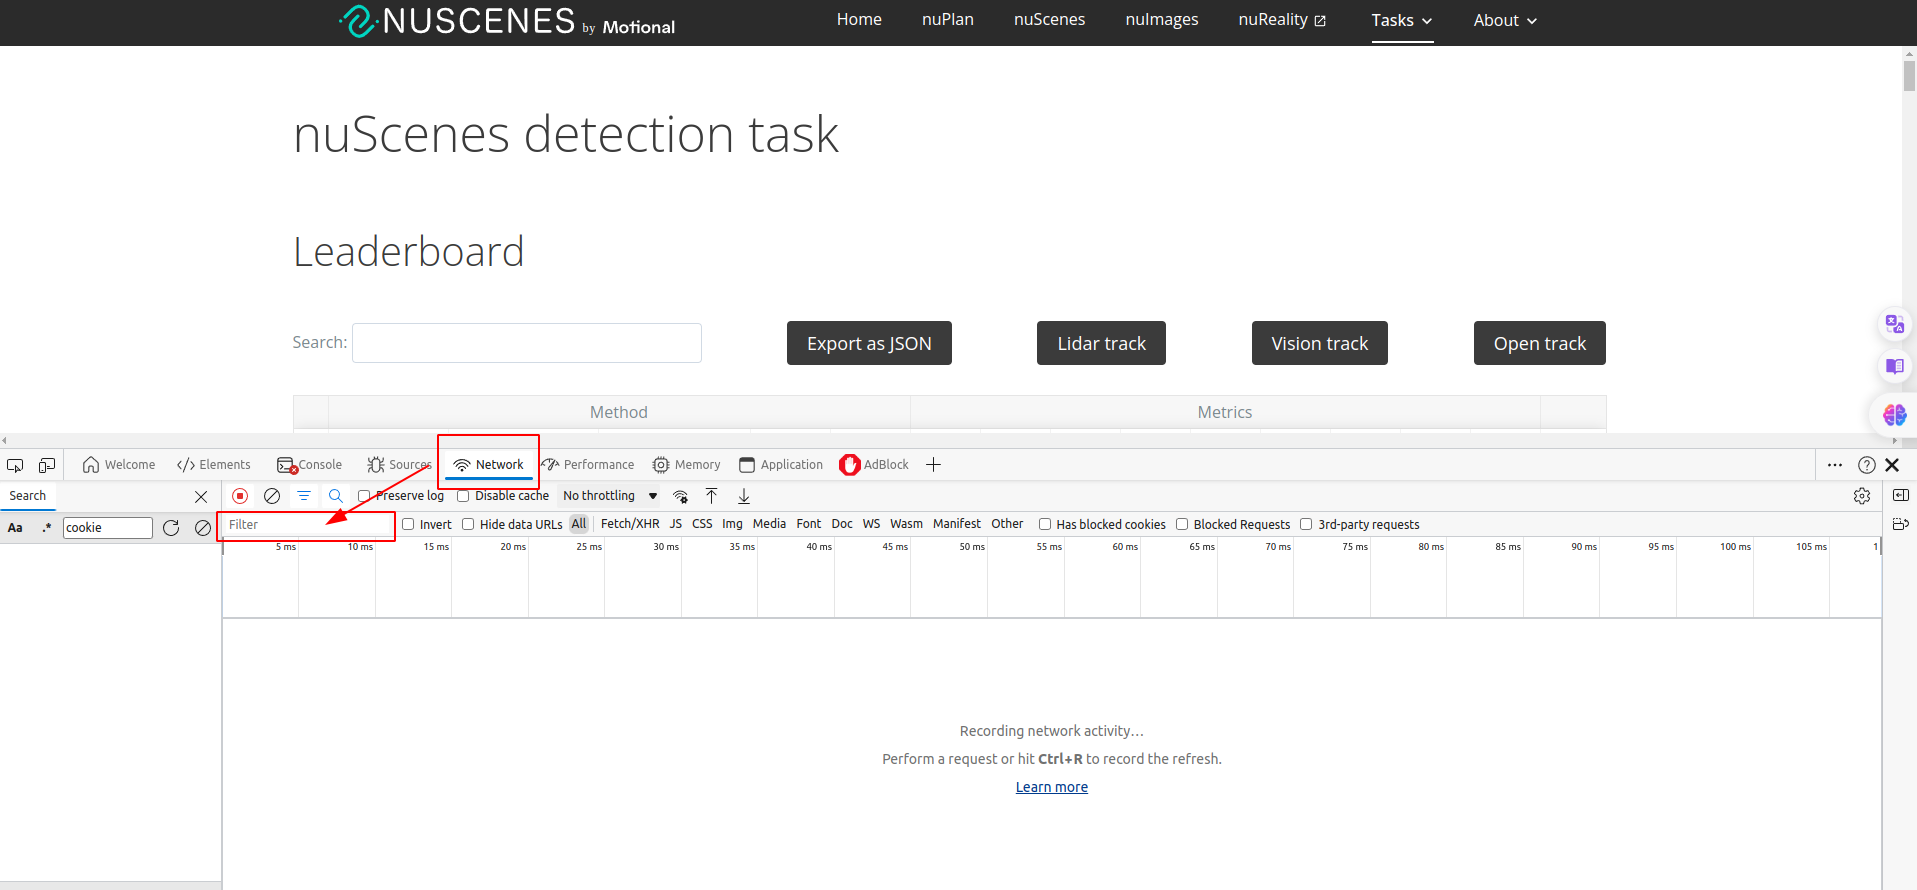 NUSCENES by Motional
Home nuPlan nuScenes nuImages nuReality Tasks About
nuScenes detection task
Leaderboard
Search: Export as JSON Lidar track Vision track Open track
Method Metrics
Welcome Elements Console Sources Network Performance Memory Application AdBlock
Search Preserve log Disable cache No throttling
Aa .* cookie Filter Invert Hide data URLs All Fetch/XHR JS CSS Img Media Font Doc WS Wasm Manifest Other Has blocked cookies Blocked Requests 3rd-party requests
5 ms 10 ms 15 ms 20 ms 25 ms 30 ms 35 ms 40 ms 45 ms 50 ms 55 ms 60 ms 65 ms 70 ms 75 ms 80 ms 85 ms 90 ms 95 ms 100 ms 105 ms 1
Recording network activity…
Perform a request or hit Ctrl+R to record the refresh.
Learn more